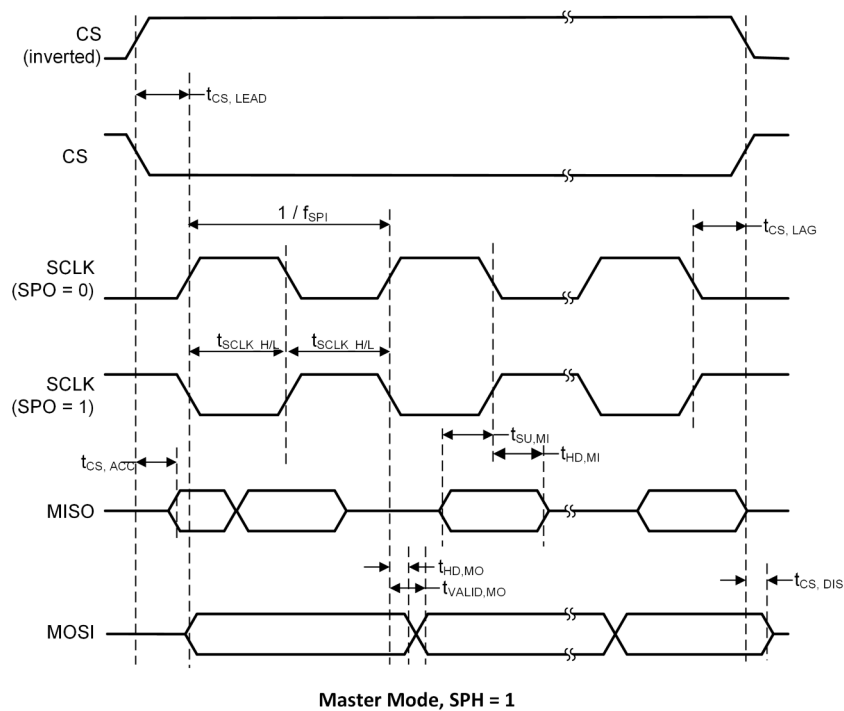 CS
(inverted)
tCS, LEAD
CS
1 / fSPI
tCS, LAG
SCLK
(SPO = 0)
tSCLK_H/L
tSCLK_H/L
SCLK
(SPO = 1)
tSU,MI
tHD,MI
tCS, ACC
MISO
tHD,MO
tVALID,MO
tCS, DIS
MOSI
Master Mode, SPH = 1